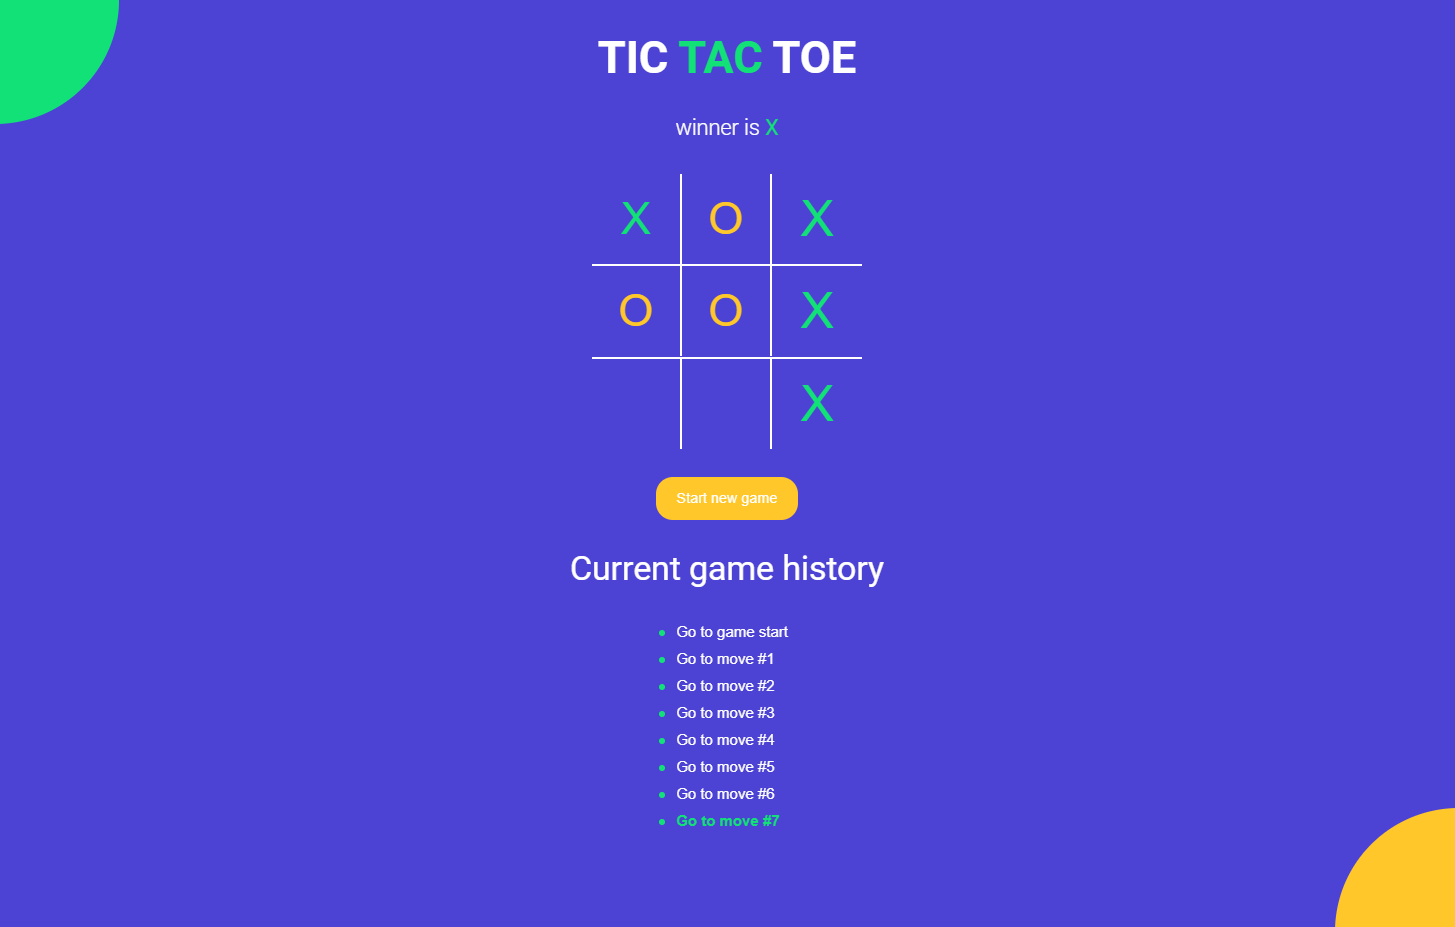 TIC TAC TOE
winner is X
X O X
O O X
X
Start new game
Current game history
Go to game start
Go to move #1
Go to move #2
Go to move #3
Go to move #4
Go to move #5
Go to move #6
Go to move #7